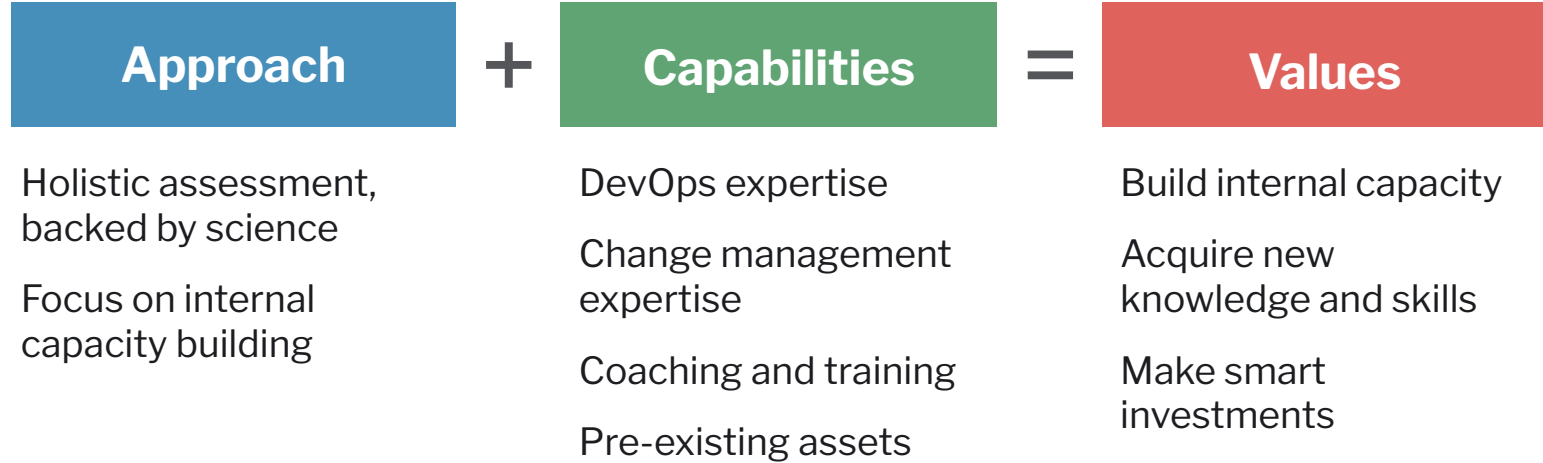 Approach
+
Capabilities
=
Values
Holistic assessment,
backed by science
Focus on internal
capacity building
DevOps expertise
Change management
expertise
Coaching and training
Pre-existing assets
Build internal capacity
Acquire new
knowledge and skills
Make smart
investments